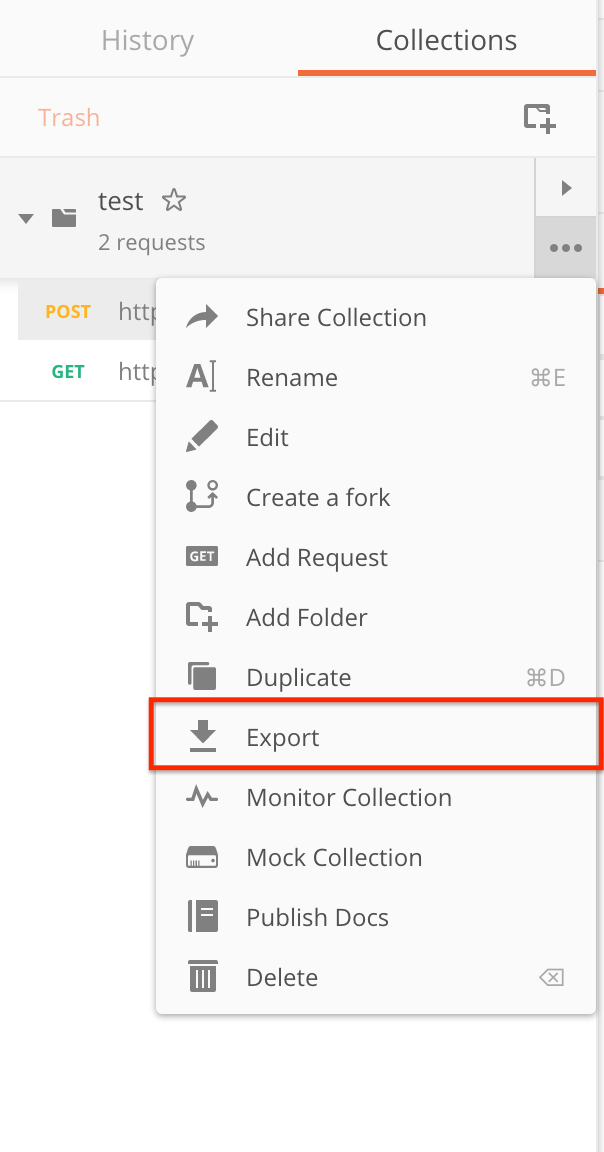 History Collections
Trash
test
2 requests
POST http
GET http
Share Collection
Rename ⌘E
Edit
Create a fork
GET Add Request
Add Folder
Duplicate ⌘D
Export
Monitor Collection
Mock Collection
Publish Docs
Delete ⌫